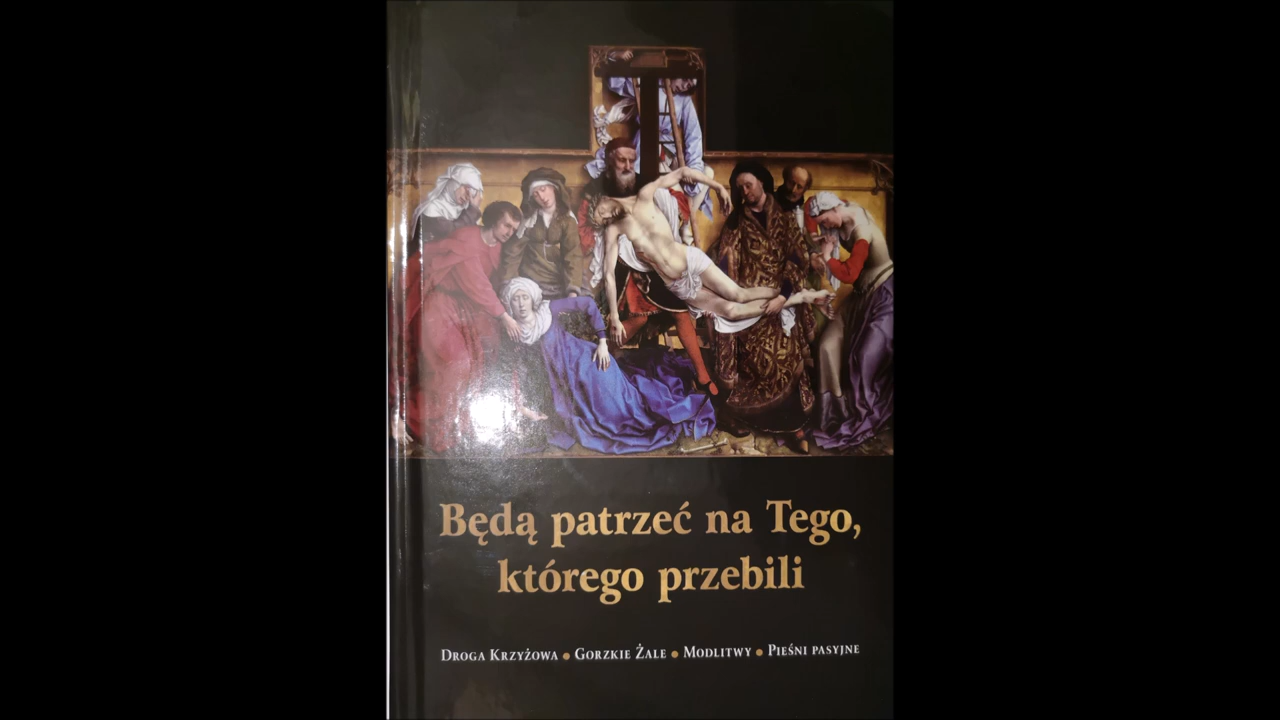 Będą patrzeć na Tego,
którego przebili
Droga Krzyżowa • Gorzkie Żale • Modlitwy • Pieśni pasyjne